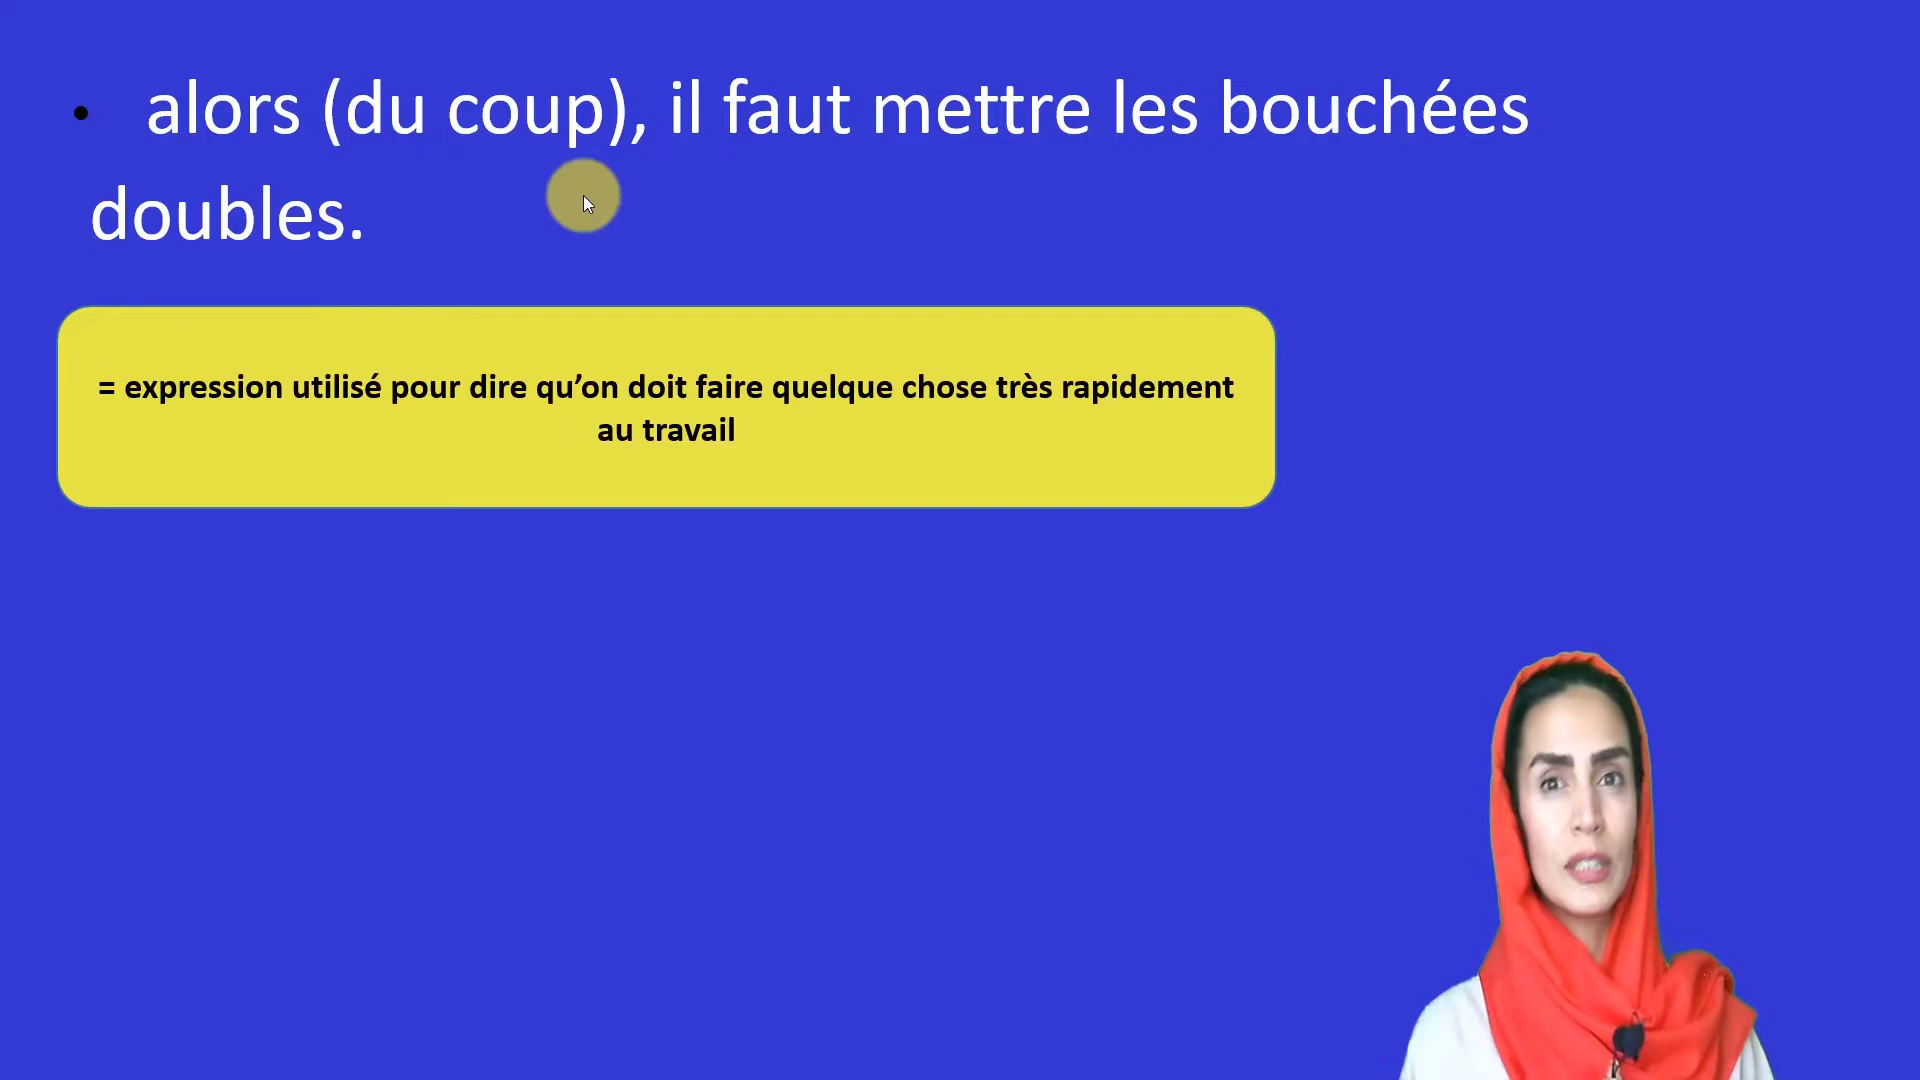 • alors (du coup), il faut mettre les bouchées
doubles.
= expression utilisé pour dire qu’on doit faire quelque chose très rapidement
au travail